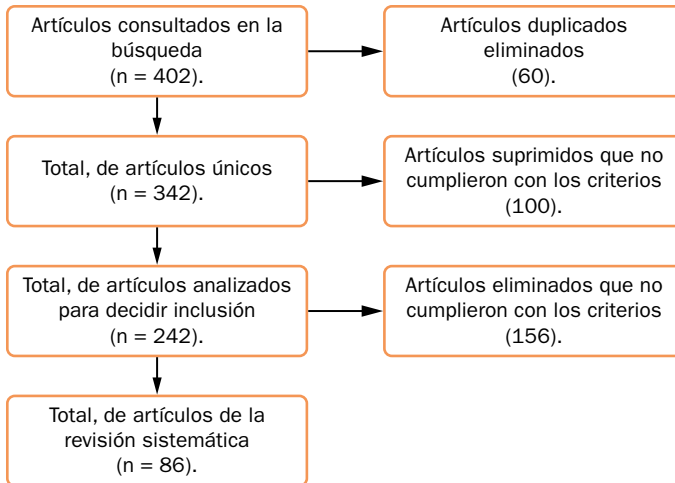 Artículos consultados en la
búsqueda
(n = 402).
Artículos duplicados
eliminados
(60).
Total, de artículos únicos
(n = 342).
Artículos suprimidos que no
cumplieron con los criterios
(100).
Total, de artículos analizados
para decidir inclusión
(n = 242).
Artículos eliminados que no
cumplieron con los criterios
(156).
Total, de artículos de la
revisión sistemática
(n = 86).